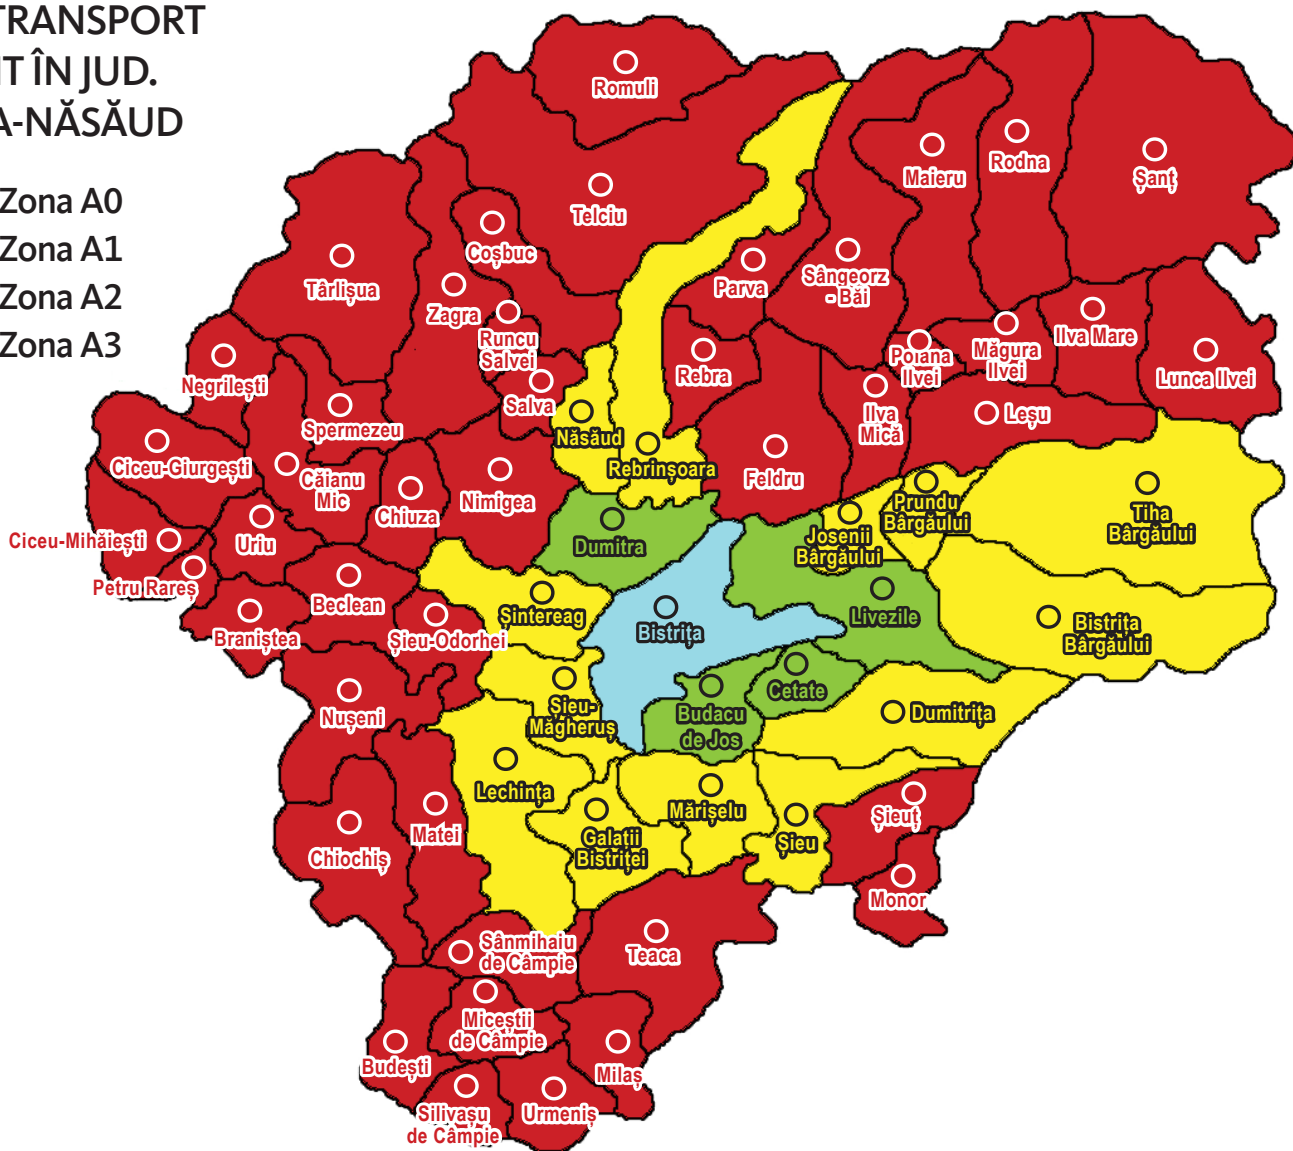 TRANSPORT
T ÎN JUD.
A-NĂSĂUD
Zona A0
Zona A1
Zona A2
Zona A3
Romuli
Maieru
Rodna
Șanț
Telciu
Coșbuc
Târlișua
Zagra
Parva
Sângeorz
- Băi
Runcu
Salvei
Rebra
Poiana
Ilvei
Măgura
Ilvei
Ilva Mare
Lunca Ilvei
Negrilești
Salva
Spermezeu
Năsăud
Ilva
Mică
Leșu
Ciceu-Giurgești
Căianu
Mic
Chiuza
Nimigea
Rebrinșoara
Feldru
Prundu
Bârgăului
Tiha
Bârgăului
Ciceu-Mihăiești
Uriu
Dumitra
Josenii
Bârgăului
Petru Rareș
Beclean
Braniștea
Șieu-Odorhei
Șintereag
Bistrița
Livezile
Bistrița
Bârgăului
Nușeni
Șieu-
Măgheruș
Budacu
de Jos
Cetate
Dumitrița
Lechința
Matei
Chiochiș
Galații
Bistriței
Mărișelu
Șieu
Șieuț
Monor
Sânmihaiu
de Câmpie
Teaca
Miceștii
de Câmpie
Budești
Milaș
Silivașu
de Câmpie
Urmeniș